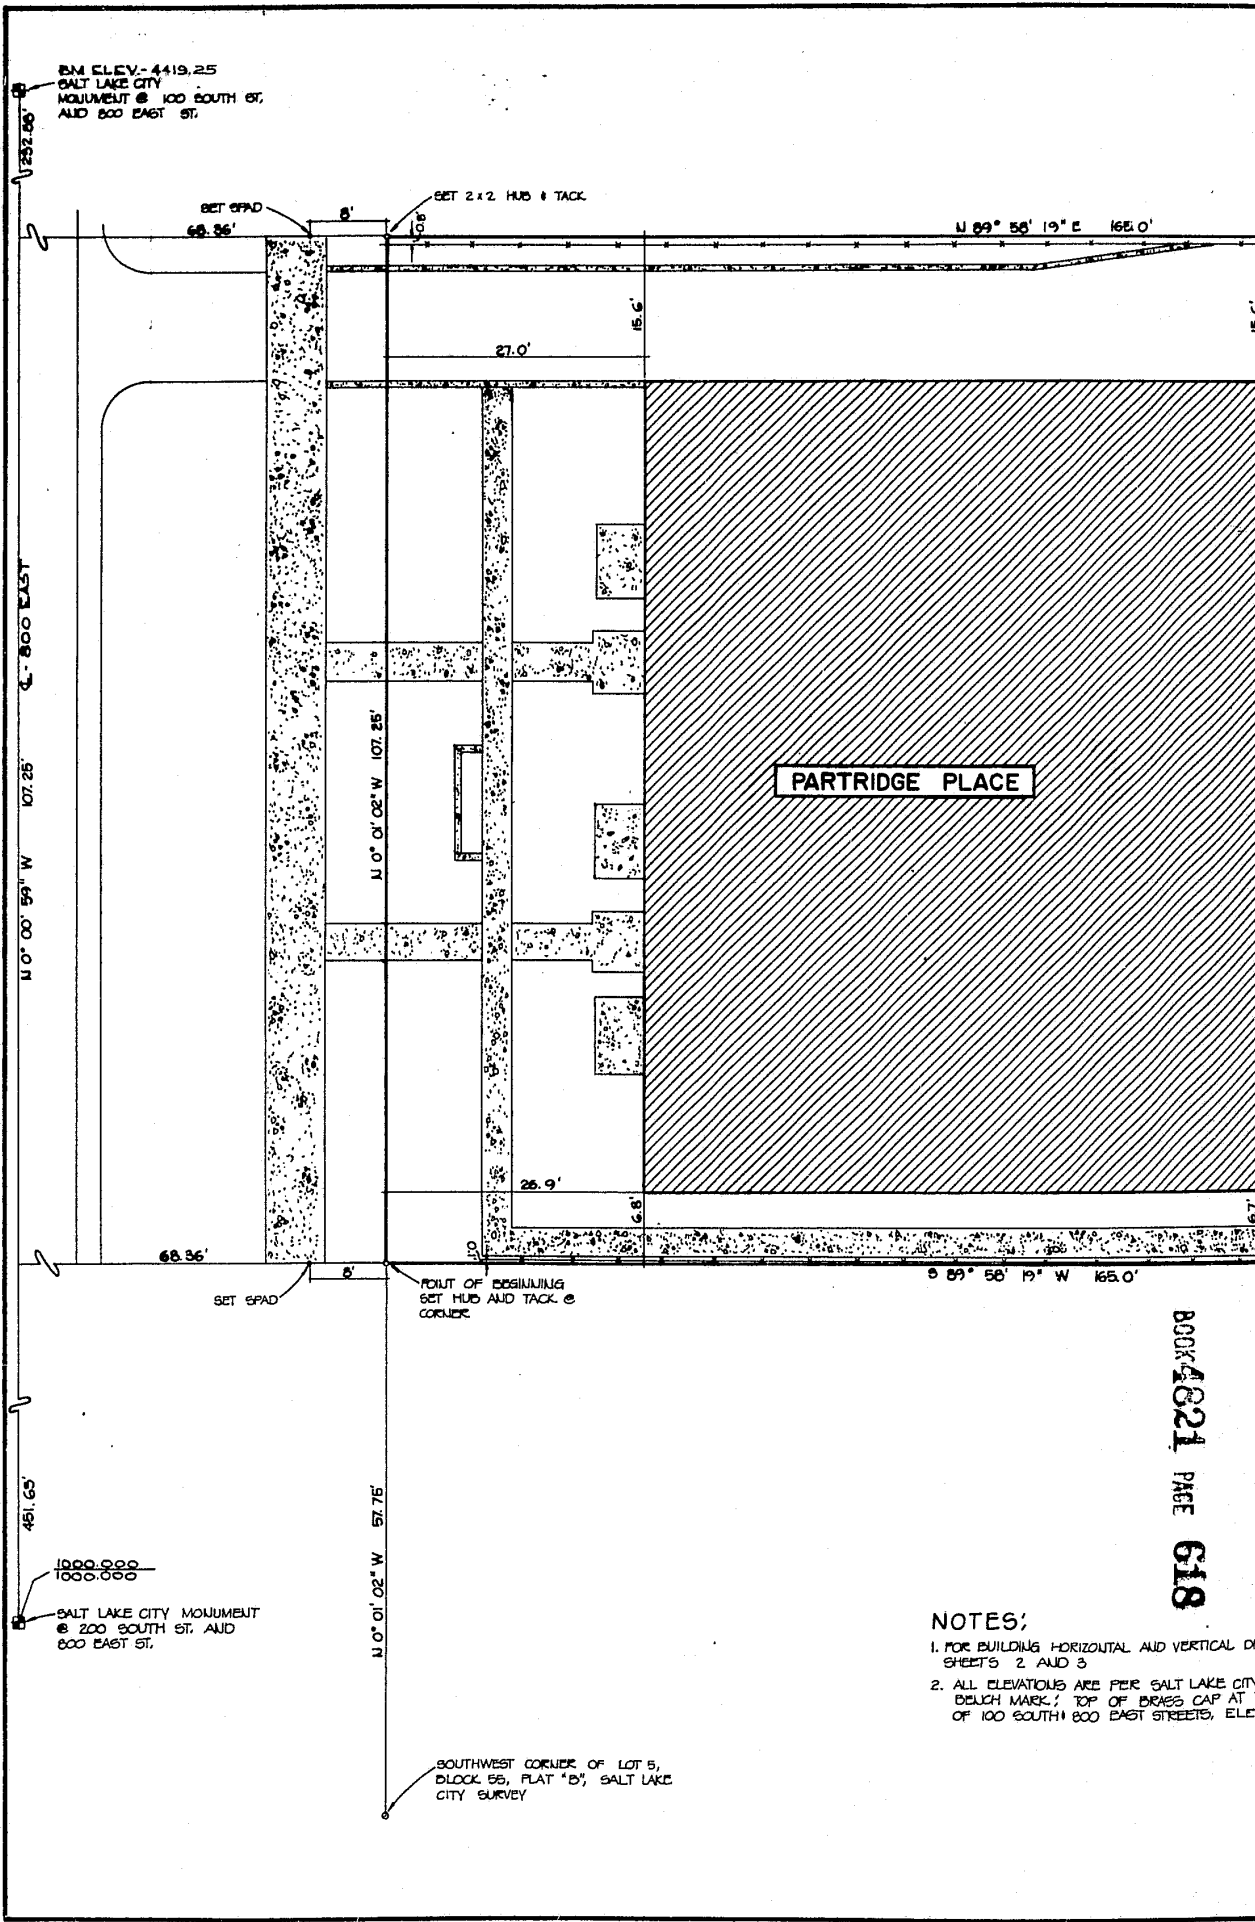 BM ELEV.- 4419.25
SALT LAKE CITY
MONUMENT @ 100 SOUTH ST.
AND 800 EAST ST.
SET SPAD
8'
SET 2x2 HUB & TACK
68.36'
0.8'
N 89° 58' 19" E 165.0'
15.6'
27.0'
℄ - 800 EAST
N 0° 00' 59" W 107.25'
N 0° 01' 02" W 107.25'
PARTRIDGE PLACE
26.9'
6.8'
1.0
68.36'
8'
SET SPAD
POINT OF BEGINNING
SET HUB AND TACK @
CORNER
S 89° 58' 19" W 165.0'
BOOK 4821 PAGE 618
451.63'
N 0° 01' 02" W 57.75'
1000.000
1000.000
SALT LAKE CITY MONUMENT
@ 200 SOUTH ST. AND
800 EAST ST.
NOTES:
1. FOR BUILDING HORIZONTAL AND VERTICAL
SHEETS 2 AND 3
2. ALL ELEVATIONS ARE PER SALT LAKE CITY
BENCH MARK; TOP OF BRASS CAP AT
OF 100 SOUTH & 800 EAST STREETS,
SOUTHWEST CORNER OF LOT 5,
BLOCK 55, PLAT "B", SALT LAKE
CITY SURVEY